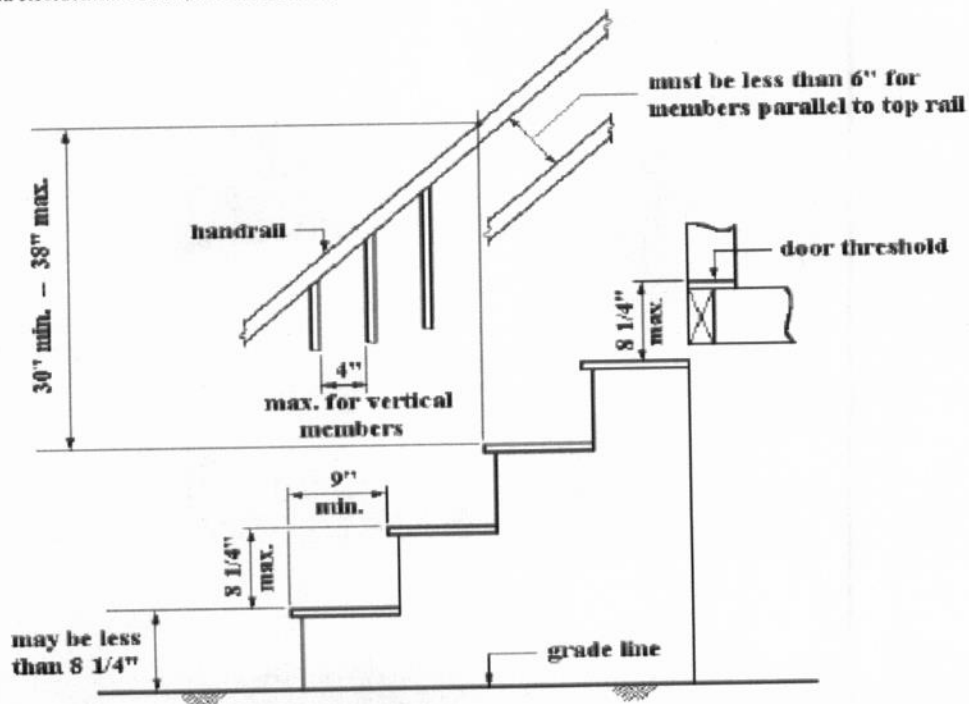 must be less than 6" for
members parallel to top rail
30" min. – 38" max.
handrail
door threshold
8 1/4"
max.
4"
max. for vertical
members
9"
min.
8 1/4"
max.
may be less
than 8 1/4"
grade line